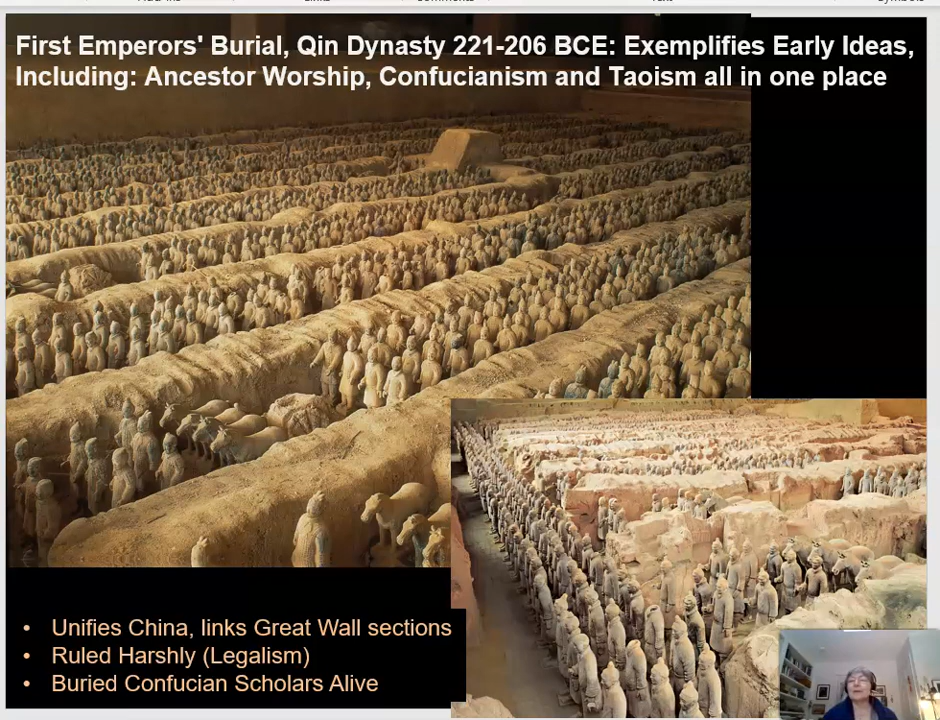 First Emperors' Burial, Qin Dynasty 221-206 BCE: Exemplifies Early Ideas,
Including: Ancestor Worship, Confucianism and Taoism all in one place
• Unifies China, links Great Wall sections
• Ruled Harshly (Legalism)
• Buried Confucian Scholars Alive